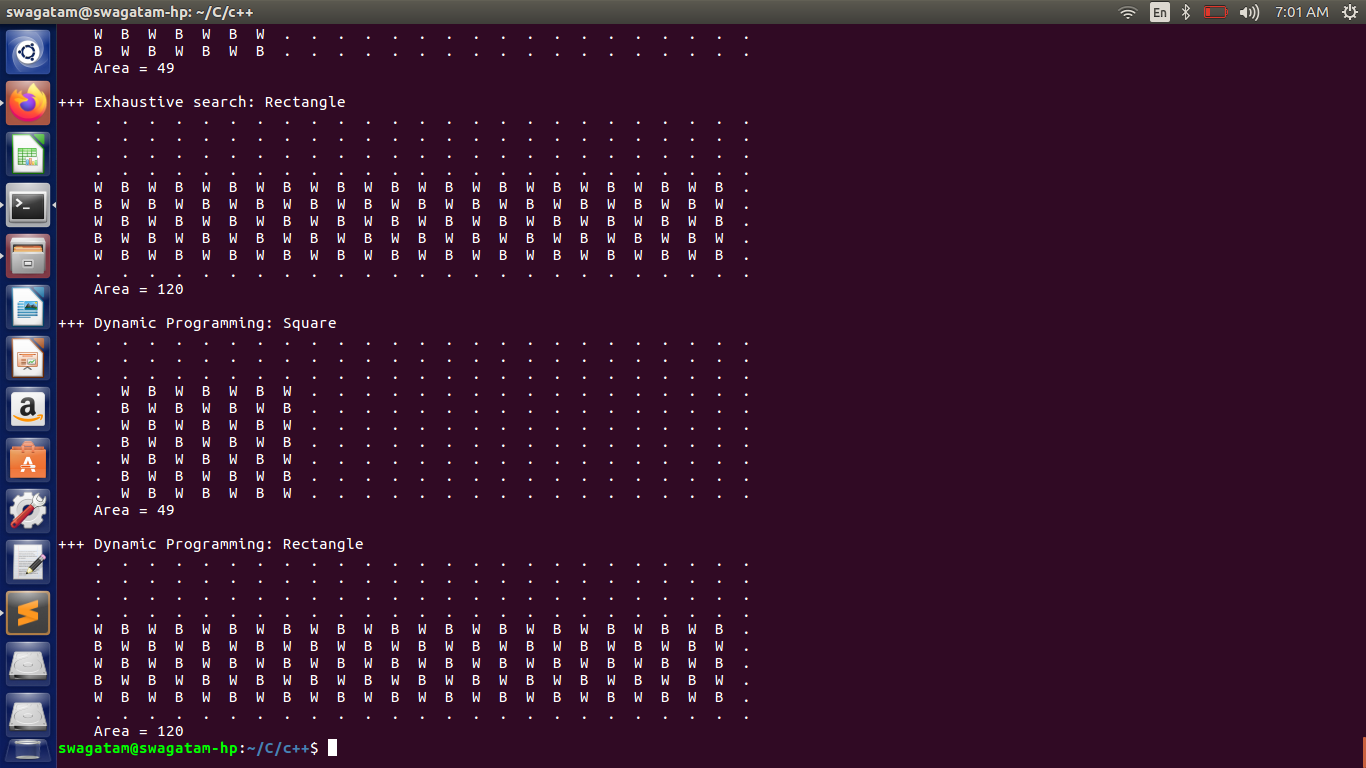 swagatam@swagatam-hp: ~/C/c++ En 7:01 AM
W B W B W B W . . . . . . . . . . . . . . . . . .
B W B W B W B . . . . . . . . . . . . . . . . . .
Area = 49
+++ Exhaustive search: Rectangle
. . . . . . . . . . . . . . . . . . . . . . . . .
. . . . . . . . . . . . . . . . . . . . . . . . .
. . . . . . . . . . . . . . . . . . . . . . . . .
. . . . . . . . . . . . . . . . . . . . . . . . .
W B W B W B W B W B W B W B W B W B W B W B W B .
B W B W B W B W B W B W B W B W B W B W B W B W .
W B W B W B W B W B W B W B W B W B W B W B W B .
B W B W B W B W B W B W B W B W B W B W B W B W .
W B W B W B W B W B W B W B W B W B W B W B W B .
. . . . . . . . . . . . . . . . . . . . . . . . .
Area = 120
+++ Dynamic Programming: Square
. . . . . . . . . . . . . . . . . . . . . . . . .
. . . . . . . . . . . . . . . . . . . . . . . . .
. . . . . . . . . . . . . . . . . . . . . . . . .
. W B W B W B W . . . . . . . . . . . . . . . . .
. B W B W B W B . . . . . . . . . . . . . . . . .
. W B W B W B W . . . . . . . . . . . . . . . . .
. B W B W B W B . . . . . . . . . . . . . . . . .
. W B W B W B W . . . . . . . . . . . . . . . . .
. B W B W B W B . . . . . . . . . . . . . . . . .
. W B W B W B W . . . . . . . . . . . . . . . . .
Area = 49
+++ Dynamic Programming: Rectangle
. . . . . . . . . . . . . . . . . . . . . . . . .
. . . . . . . . . . . . . . . . . . . . . . . . .
. . . . . . . . . . . . . . . . . . . . . . . . .
. . . . . . . . . . . . . . . . . . . . . . . . .
W B W B W B W B W B W B W B W B W B W B W B W B .
B W B W B W B W B W B W B W B W B W B W B W B W .
W B W B W B W B W B W B W B W B W B W B W B W B .
B W B W B W B W B W B W B W B W B W B W B W B W .
W B W B W B W B W B W B W B W B W B W B W B W B .
. . . . . . . . . . . . . . . . . . . . . . . . .
Area = 120
swagatam@swagatam-hp:~/C/c++$